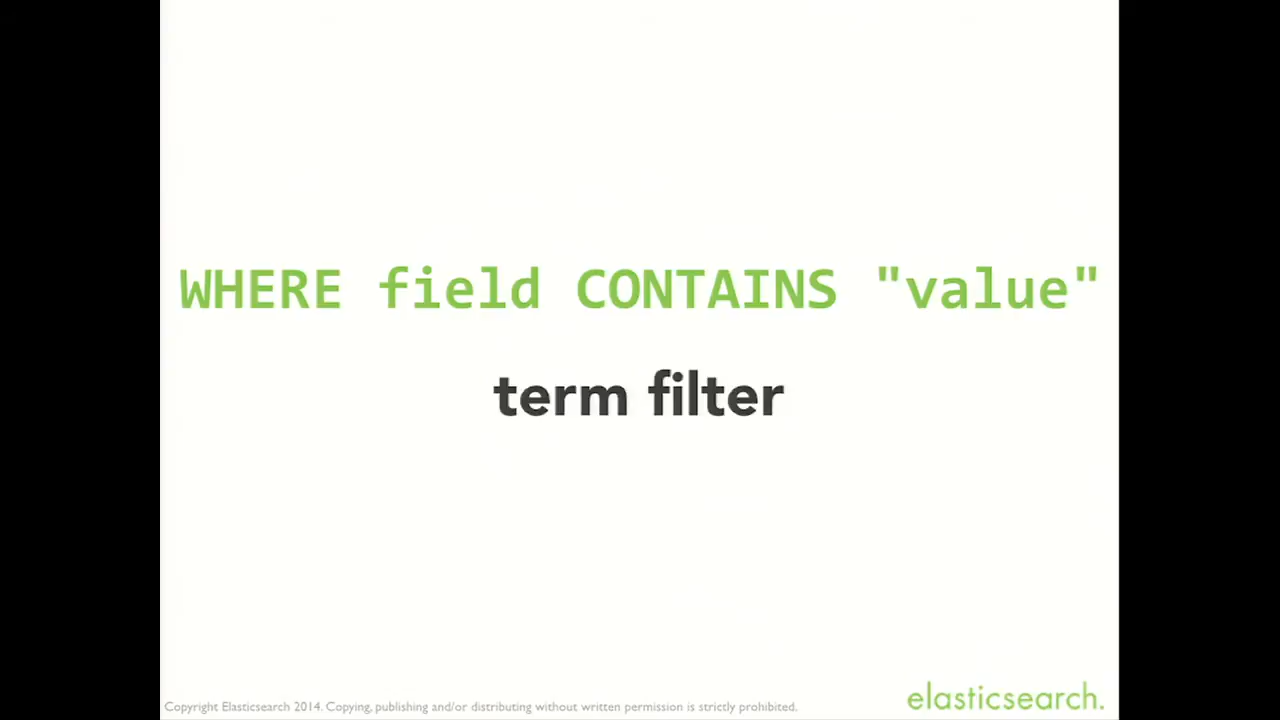 WHERE field CONTAINS "value"
term filter
Copyright Elasticsearch 2014. Copying, publishing and/or distributing without written permission is strictly prohibited.
elasticsearch.